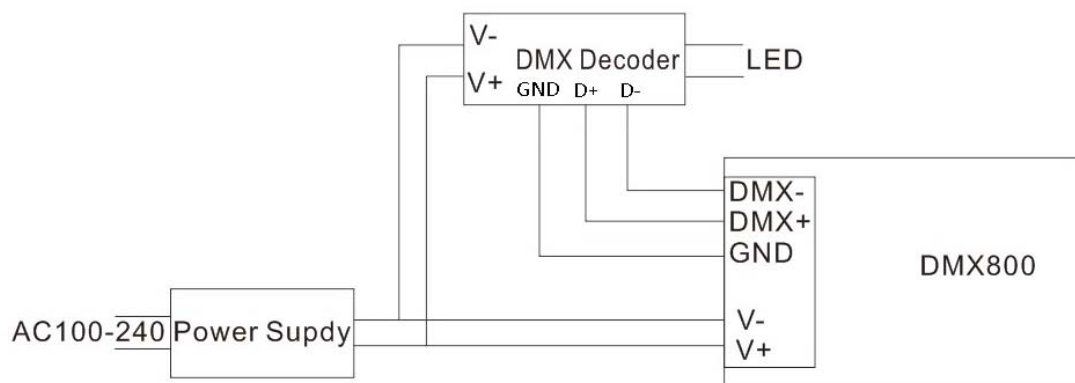 V-
DMX Decoder
LED
V+
GND D+ D-
DMX-
DMX+
GND
DMX800
AC100-240 Power Supdy
V-
V+